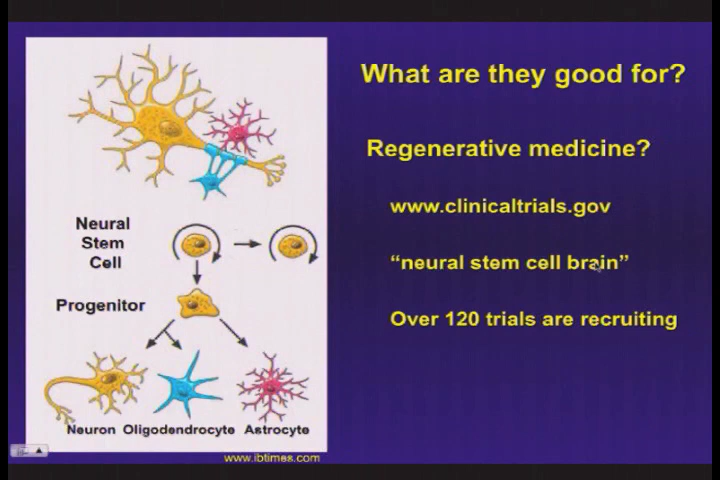 What are they good for?
Regenerative medicine?
www.clinicaltrials.gov
“neural stem cell brain”
Over 120 trials are recruiting
Neural
Stem
Cell
Progenitor
Neuron Oligodendrocyte Astrocyte
www.ibtimes.com